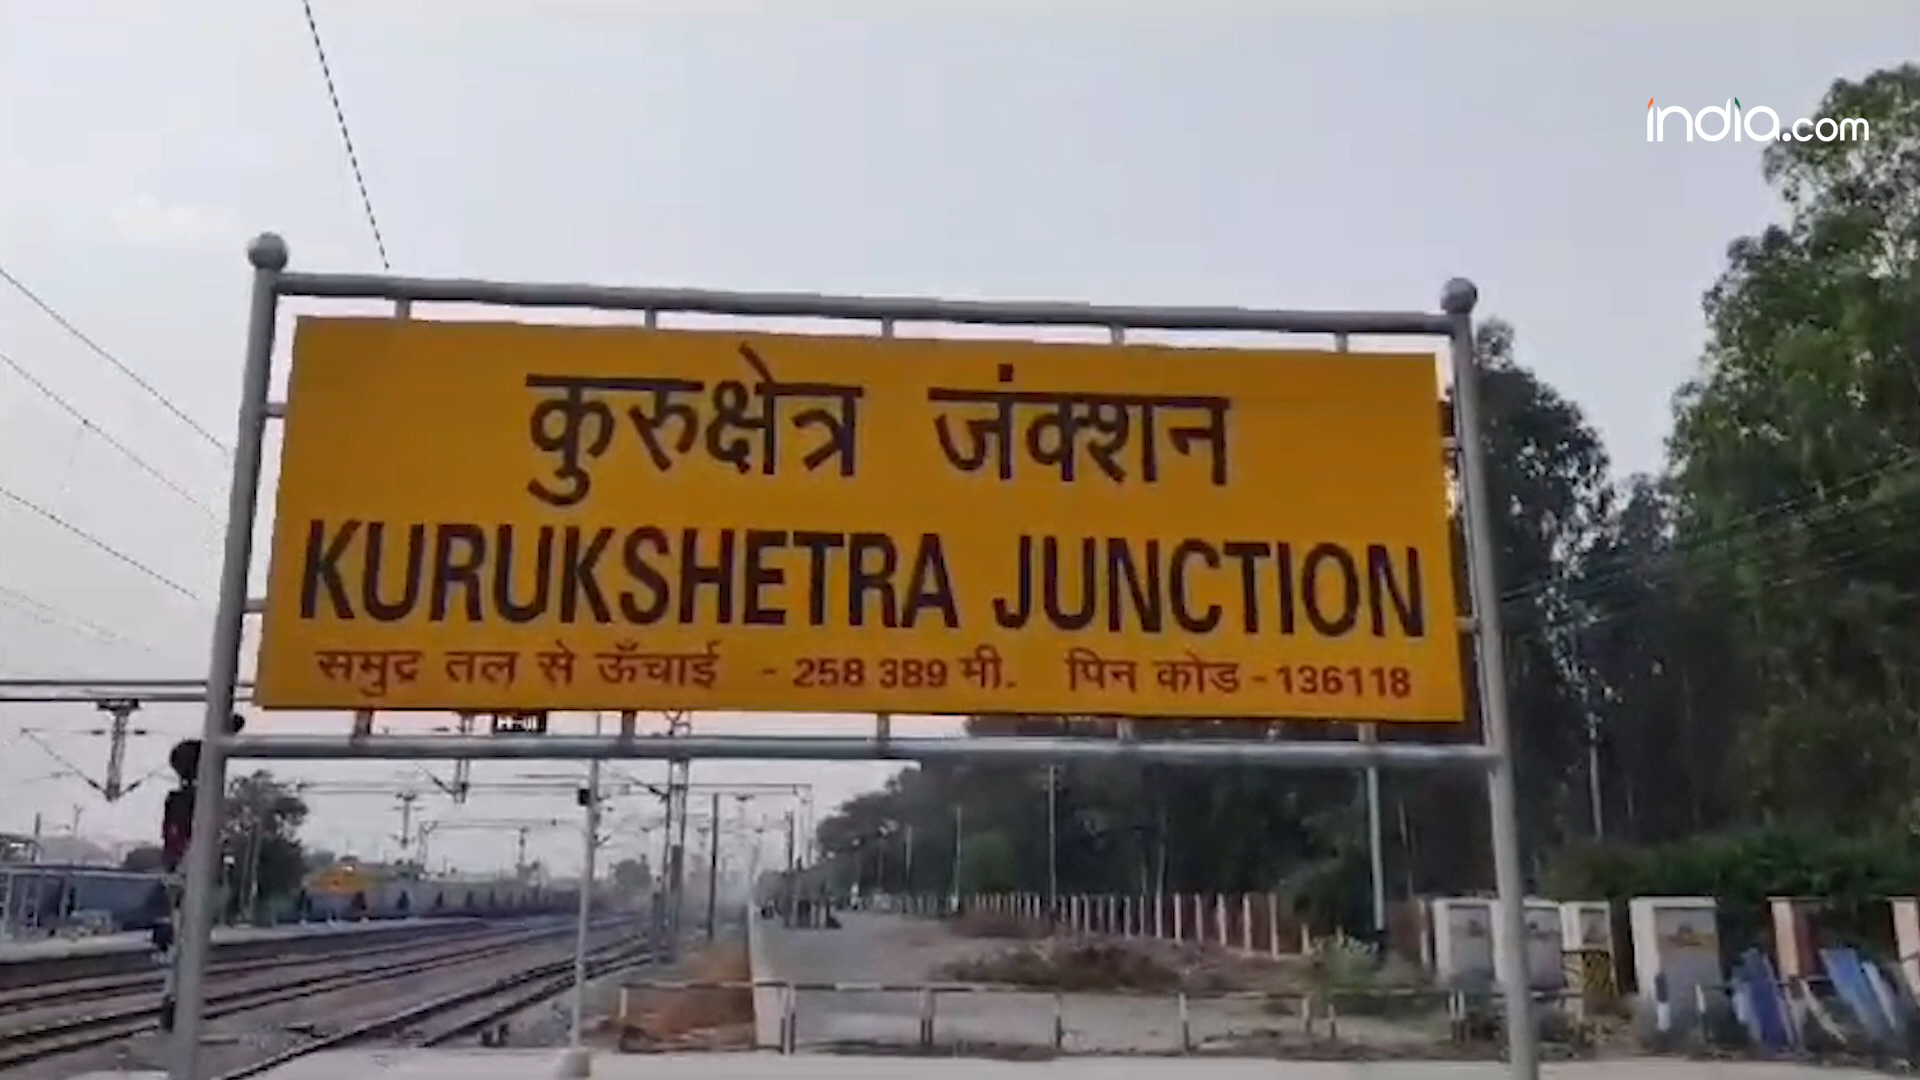 india.com
कुरुक्षेत्र जंक्शन
KURUKSHETRA JUNCTION
समुद्र तल से ऊँचाई - 258 389 मी. पिन कोड - 136118